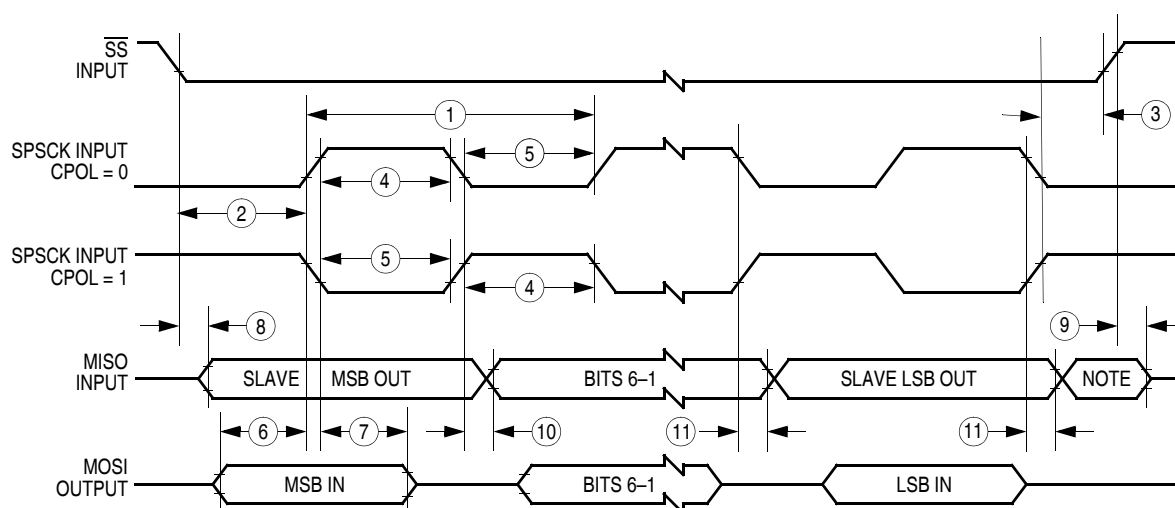 SS
INPUT
1
3
SPSCK INPUT
CPOL = 0
5
4
2
SPSCK INPUT
CPOL = 1
5
4
8
9
MISO
INPUT
SLAVE MSB OUT
BITS 6–1
SLAVE LSB OUT
NOTE
6
7
10
11
11
MOSI
OUTPUT
MSB IN
BITS 6–1
LSB IN